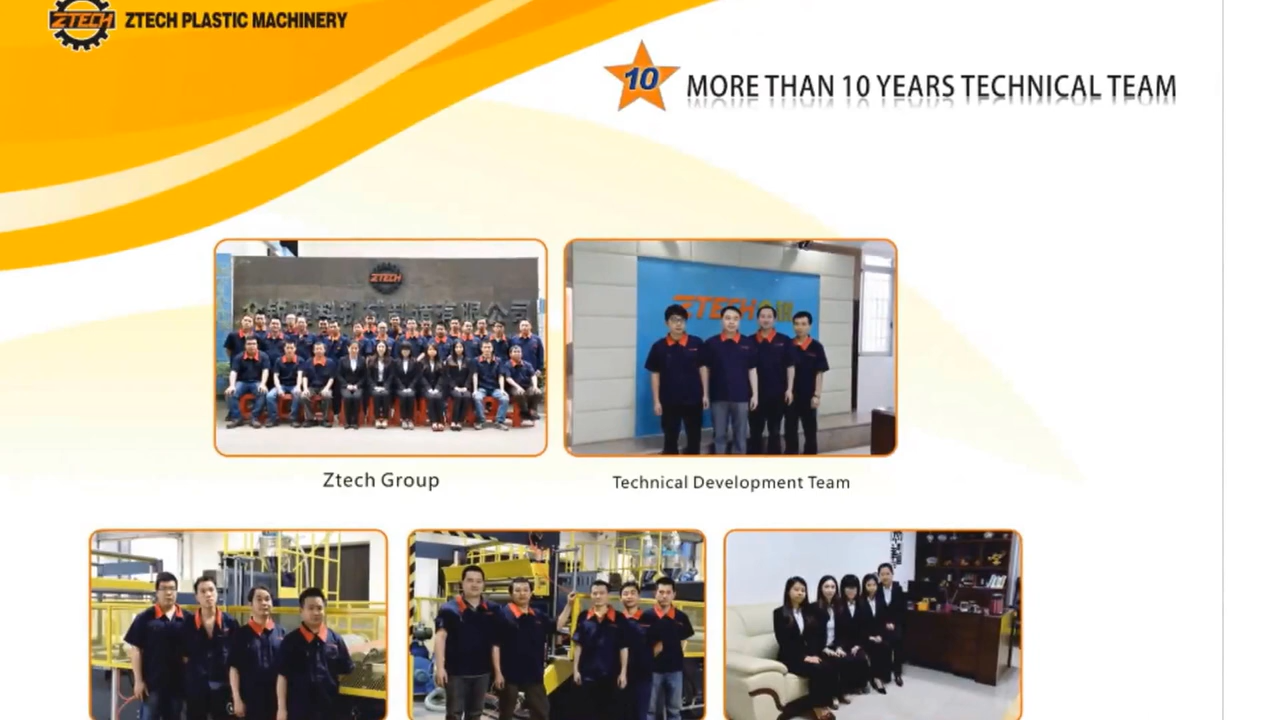 ZTECH ZTECH PLASTIC MACHINERY
10 MORE THAN 10 YEARS TECHNICAL TEAM
ZTECH
ZTECH
Ztech Group
Technical Development Team